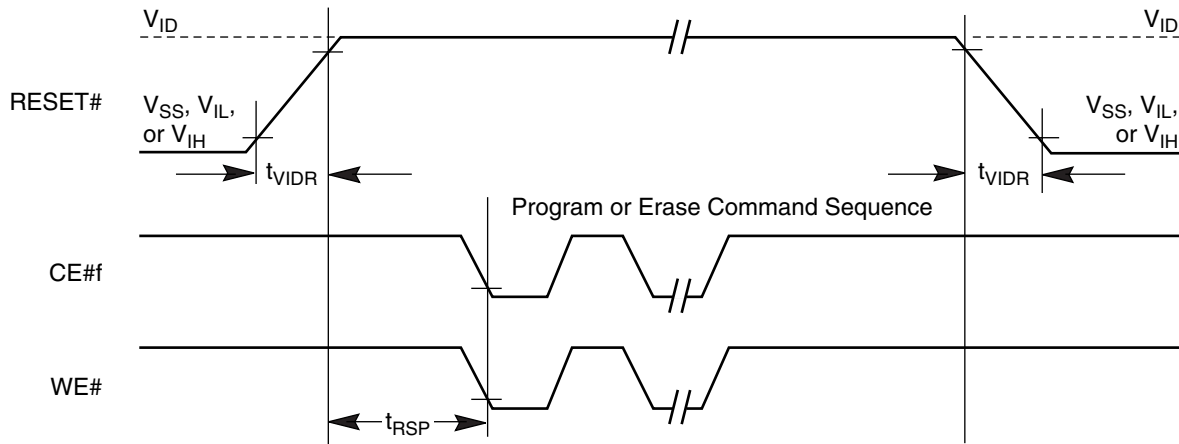 V_ID
V_ID
RESET#
V_SS, V_IL,
or V_IH
V_SS, V_IL,
or V_IH
t_VIDR
t_VIDR
Program or Erase Command Sequence
CE#f
WE#
t_RSP